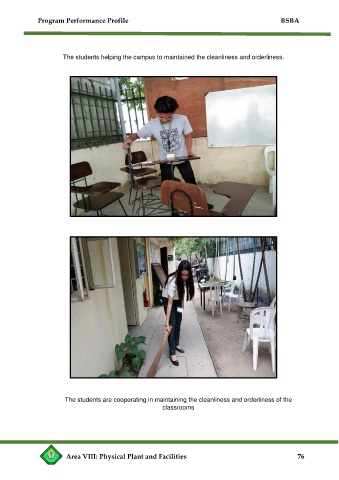 Program Performance Profile BSBA
The students helping the campus to maintained the cleanliness and orderliness.
The students are cooperating in maintaining the cleanliness and orderliness of the
classrooms
Area VIII: Physical Plant and Facilities 76